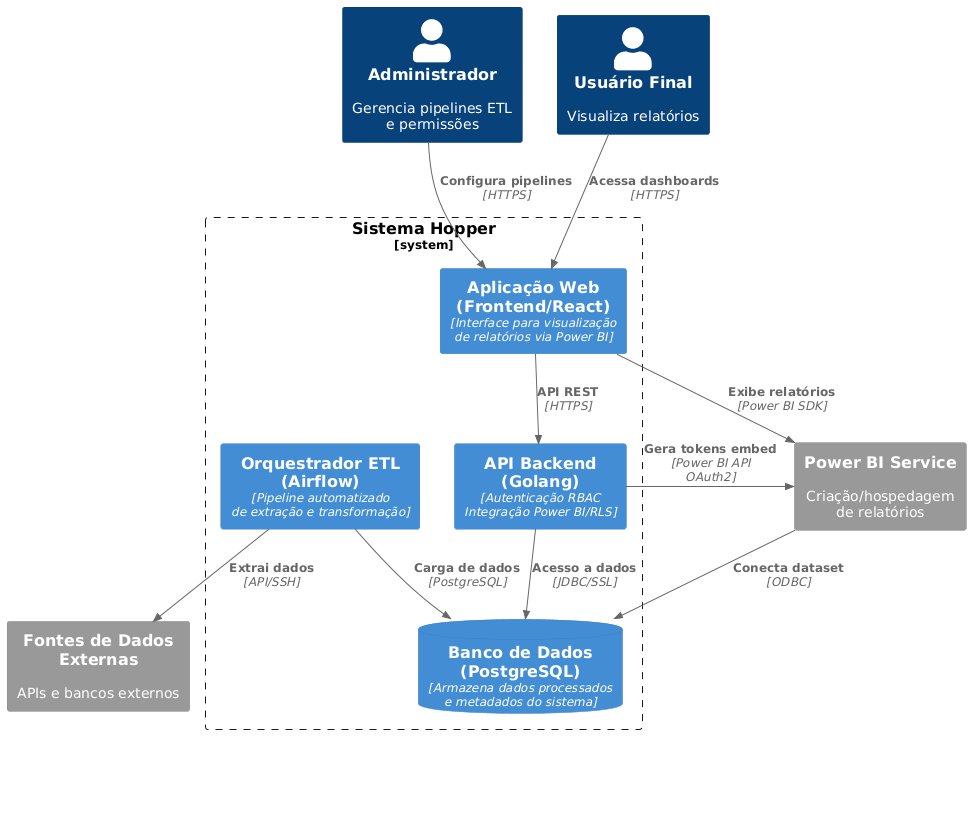 Administrador
Gerencia pipelines ETL
e permissões
Usuário Final
Visualiza relatórios
Configura pipelines
[HTTPS]
Acessa dashboards
[HTTPS]
Sistema Hopper
[system]
Aplicação Web
(Frontend/React)
[Interface para visualização
de relatórios via Power BI]
API REST
[HTTPS]
Exibe relatórios
[Power BI SDK]
Orquestrador ETL
(Airflow)
[Pipeline automatizado
de extração e transformação]
API Backend
(Golang)
[Autenticação RBAC
Integração Power BI/RLS]
Gera tokens embed
[Power BI API
OAuth2]
Power BI Service
Criação/hospedagem
de relatórios
Extrai dados
[API/SSH]
Carga de dados
[PostgreSQL]
Acesso a dados
[JDBC/SSL]
Conecta dataset
[ODBC]
Fontes de Dados
Externas
APIs e bancos externos
Banco de Dados
(PostgreSQL)
[Armazena dados processados
e metadados do sistema]